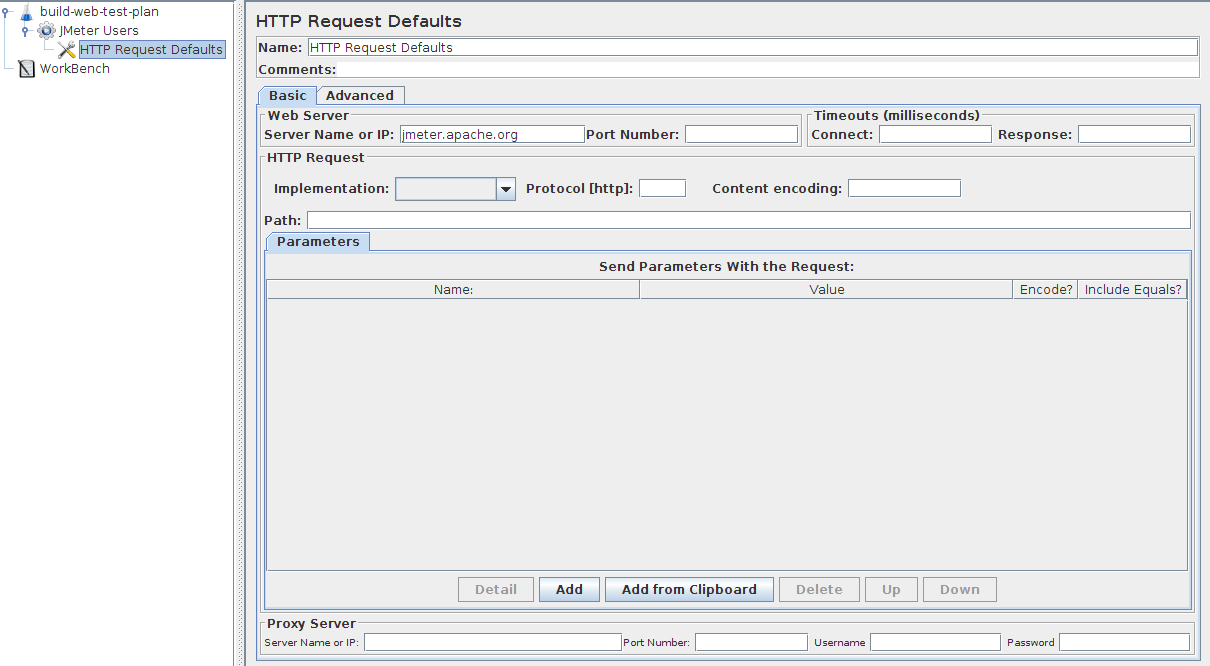 build-web-test-plan
JMeter Users
HTTP Request Defaults
WorkBench
HTTP Request Defaults
Name: HTTP Request Defaults
Comments:
Basic Advanced
Web Server
Server Name or IP: jmeter.apache.org Port Number:
Timeouts (milliseconds)
Connect: Response:
HTTP Request
Implementation: Protocol [http]: Content encoding:
Path:
Parameters
Send Parameters With the Request:
Name: Value Encode? Include Equals?
Detail Add Add from Clipboard Delete Up Down
Proxy Server
Server Name or IP: Port Number: Username Password